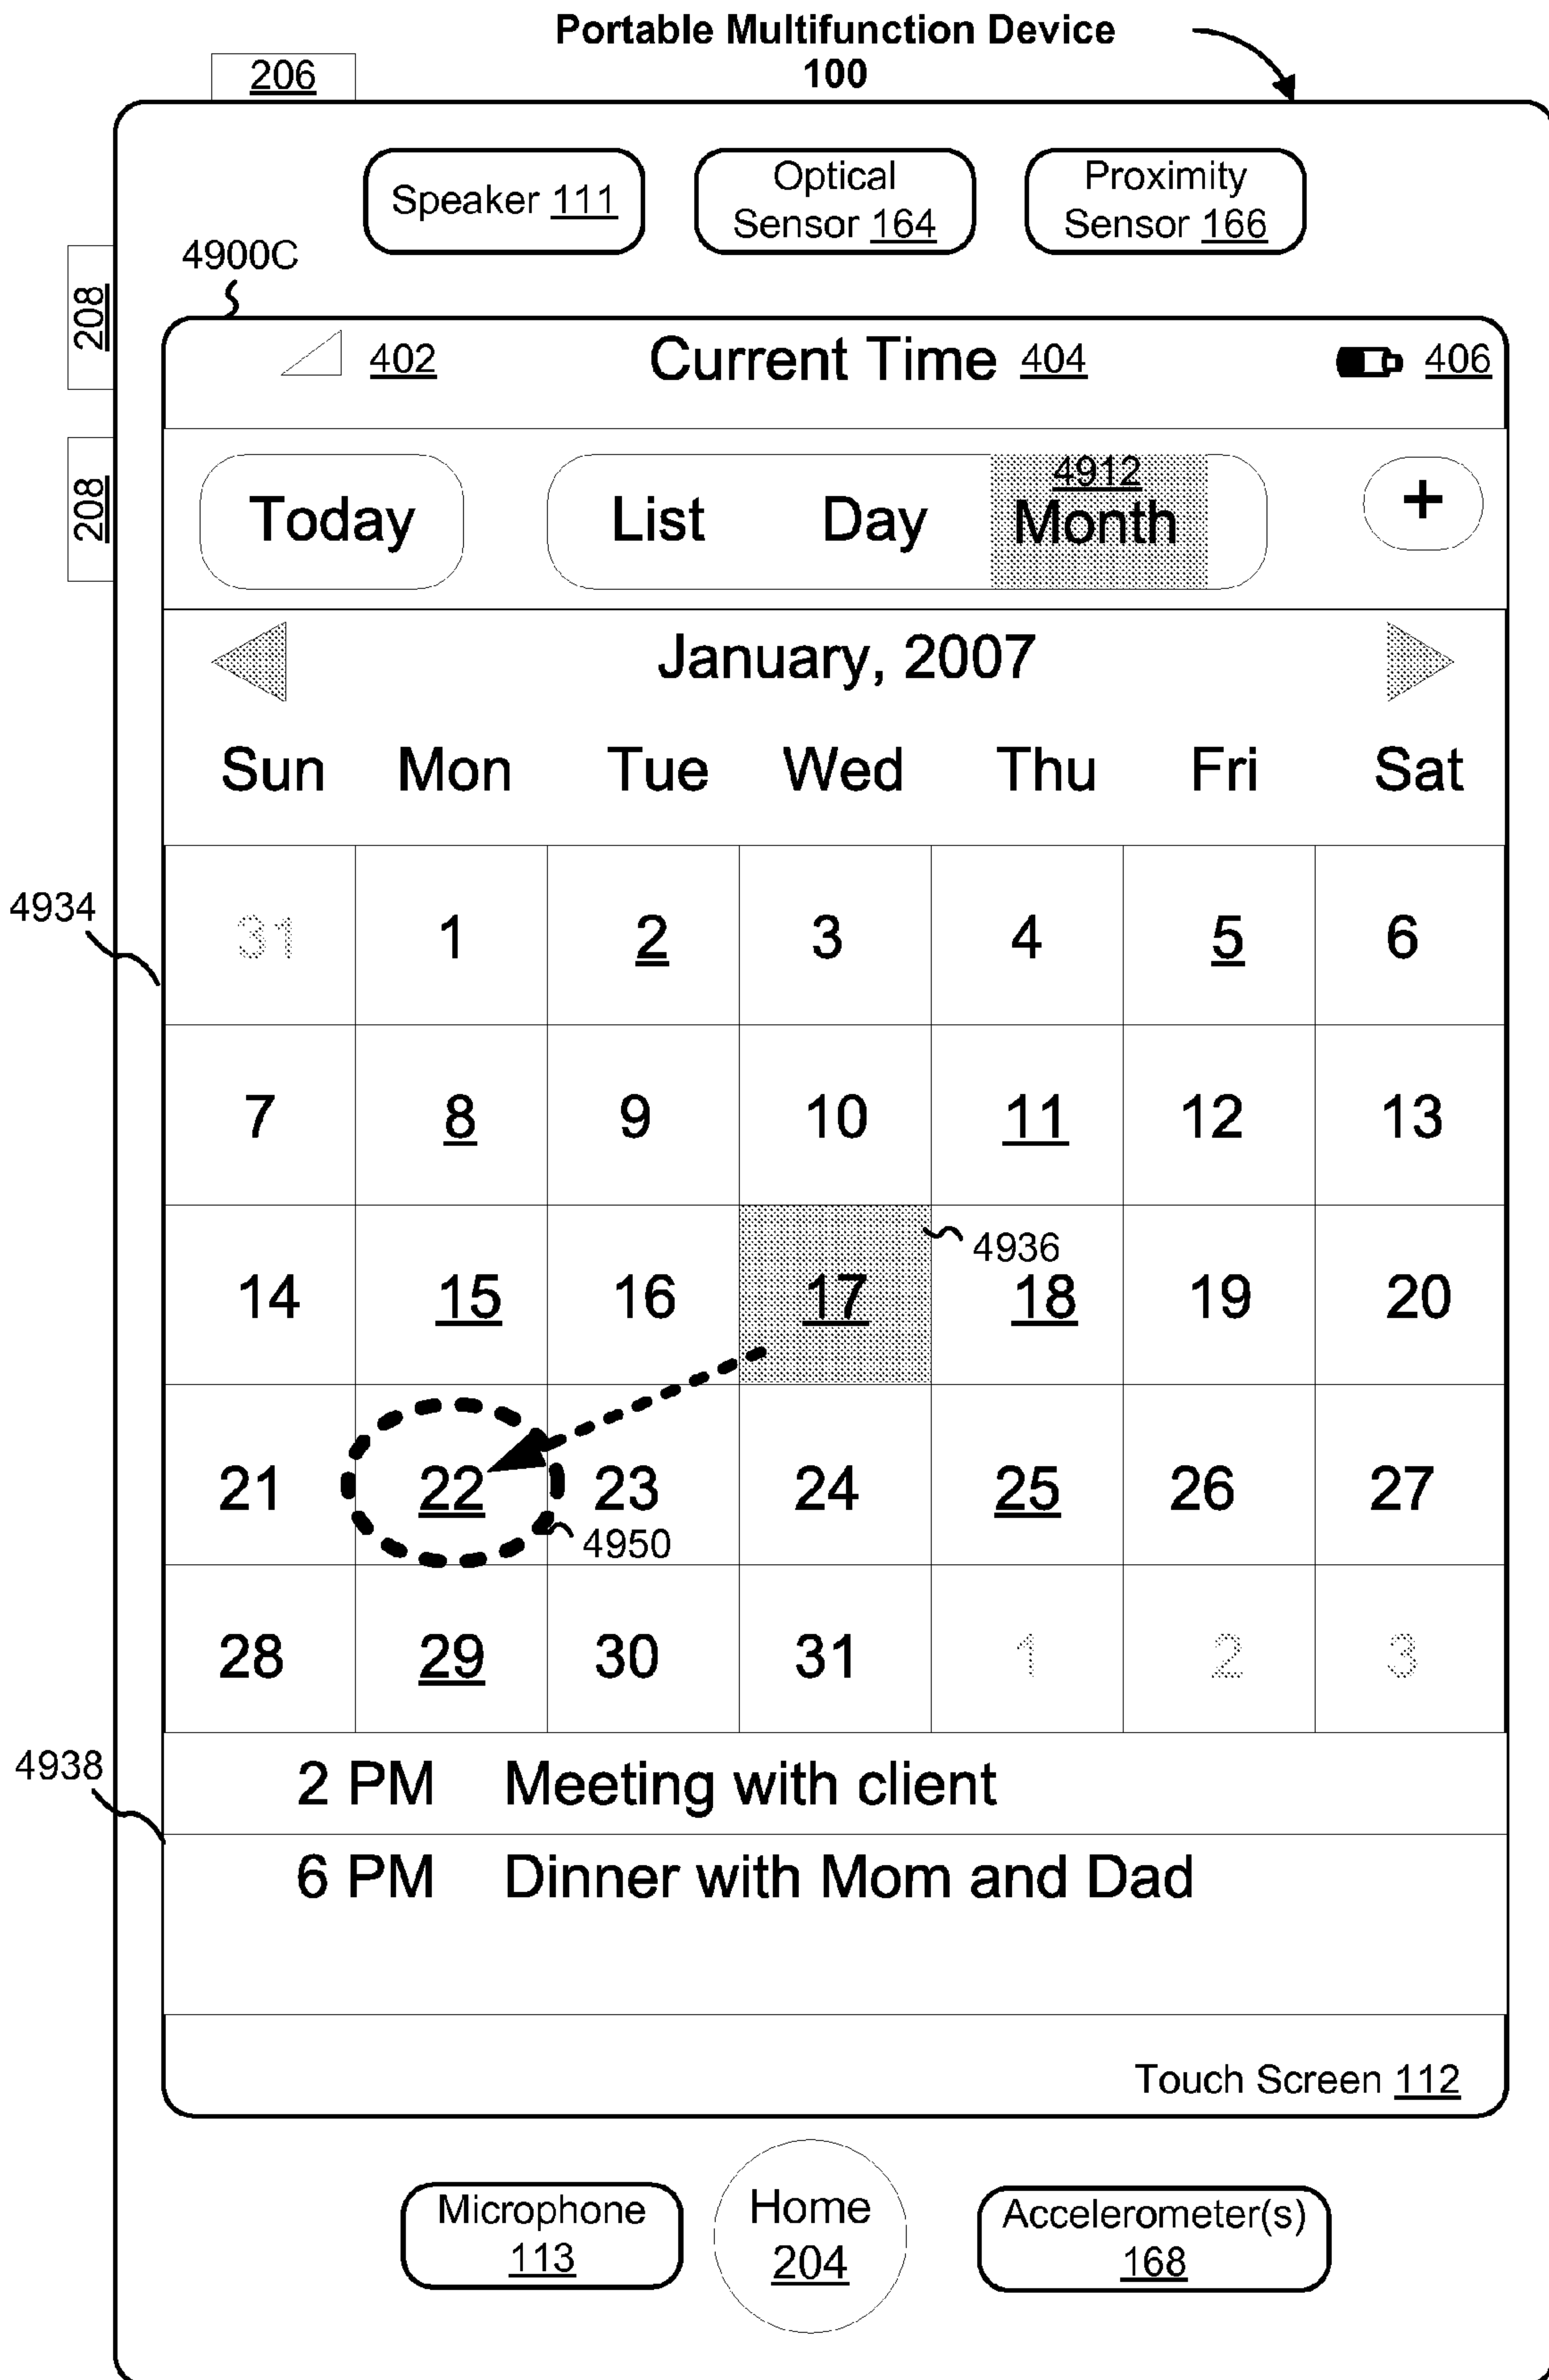 Portable Multifunction Device
100
206
Speaker 111
Optical
Sensor 164
Proximity
Sensor 166
4900C
208
402
Current Time 404
406
208
Today
List
Day
4912
Month
+
January, 2007
Sun Mon Tue Wed Thu Fri Sat
4934
31 1 2 3 4 5 6
7 8 9 10 11 12 13
4936
14 15 16 17 18 19 20
21 22 23 24 25 26 27
4950
28 29 30 31 1 2 3
4938
2 PM Meeting with client
6 PM Dinner with Mom and Dad
Touch Screen 112
Microphone
113
Home
204
Accelerometer(s)
168